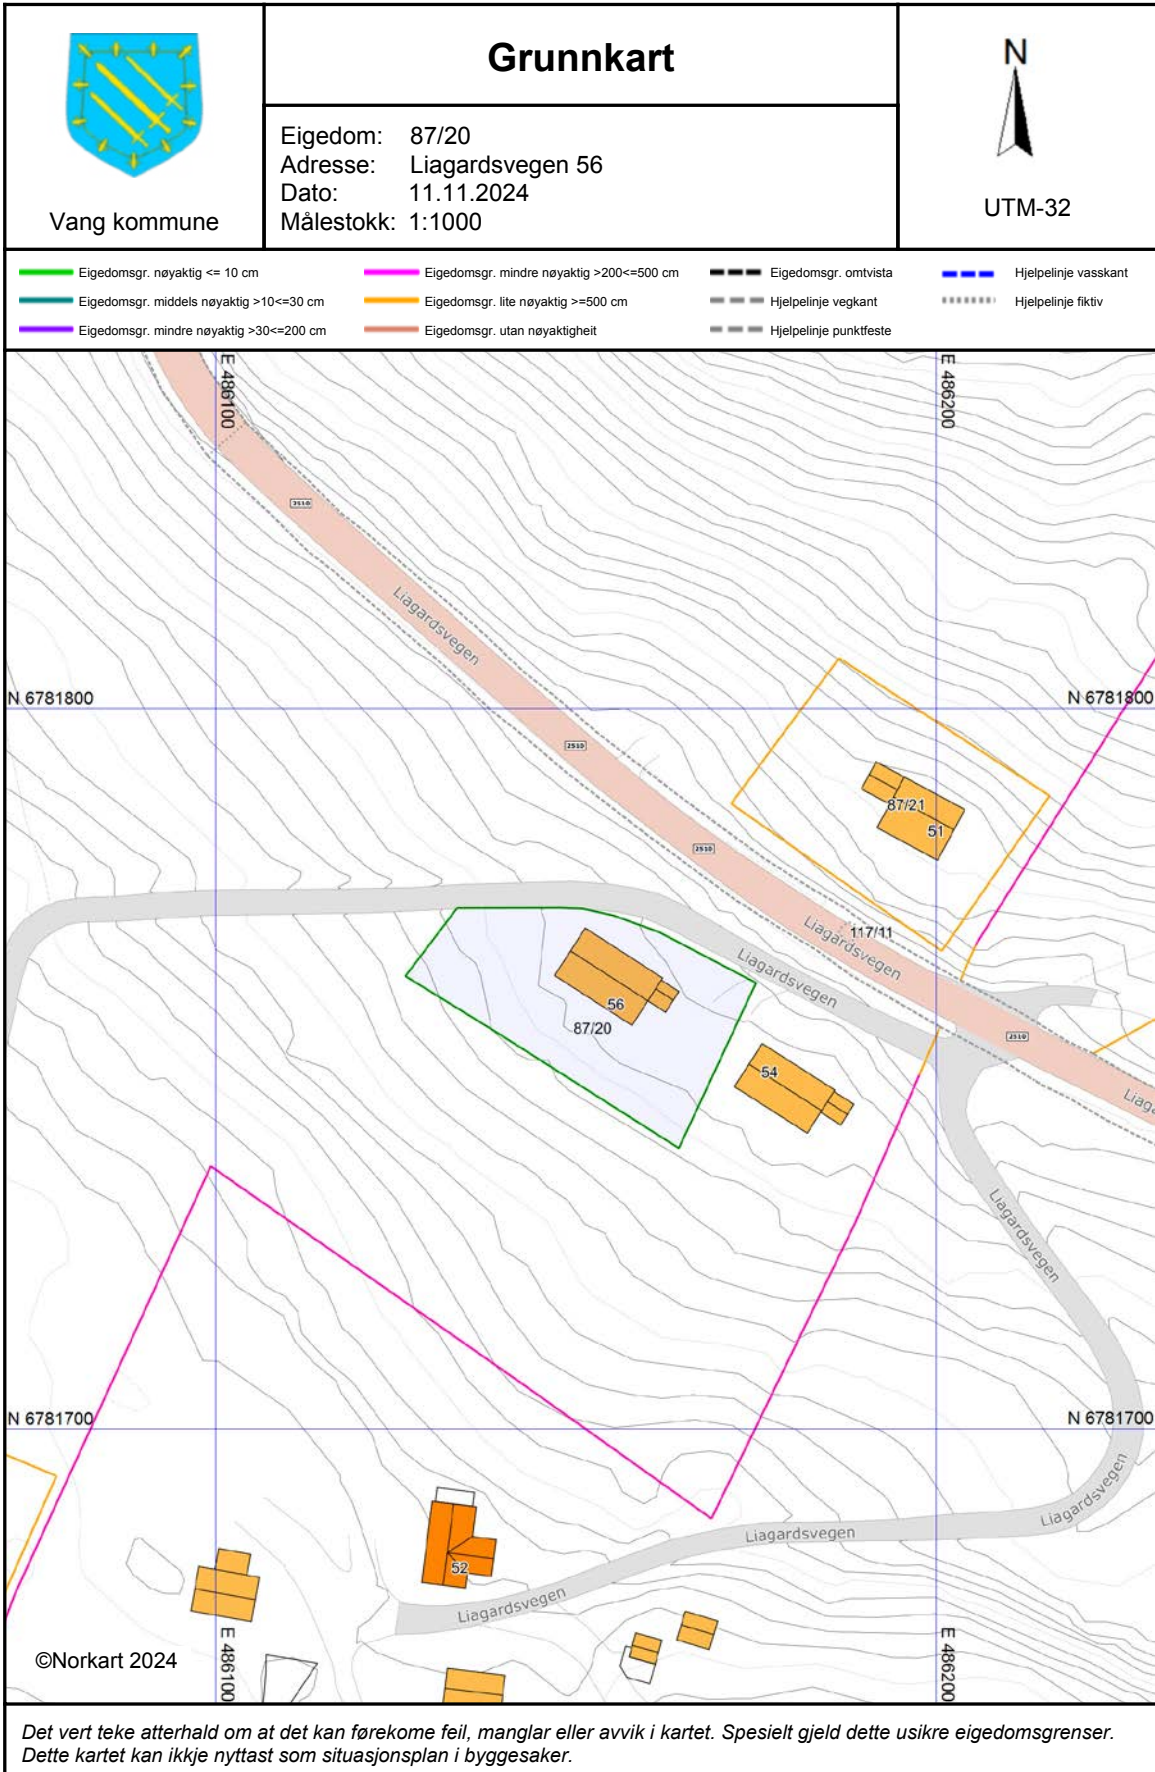 Vang kommune
Grunnkart
Eigedom: 87/20
Adresse: Liagardsvegen 56
Dato: 11.11.2024
Målestokk: 1:1000
N
UTM-32
Eigedomsgr. nøyaktig <= 10 cm
Eigedomsgr. middels nøyaktig >10<=30 cm
Eigedomsgr. mindre nøyaktig >30<=200 cm
Eigedomsgr. mindre nøyaktig >200<=500 cm
Eigedomsgr. lite nøyaktig >=500 cm
Eigedomsgr. utan nøyaktigheit
Eigedomsgr. omtvista
Hjelpelinje vegkant
Hjelpelinje punktfeste
Hjelpelinje vasskant
Hjelpelinje fiktiv
E 486100
E 486200
2510
Liagardsvegen
N 6781800
N 6781800
2510
87/21
51
2510
117/11
Liagardsvegen
Liagardsvegen
56
87/20
2510
54
Liaga
Liagardsvegen
N 6781700
N 6781700
Liagardsvegen
Liagardsvegen
52
Liagardsvegen
E 486100
E 486200
©Norkart 2024
Det vert teke atterhald om at det kan førekome feil, manglar eller avvik i kartet. Spesielt gjeld dette usikre eigedomsgrenser.
Dette kartet kan ikkje nyttast som situasjonsplan i byggesaker.